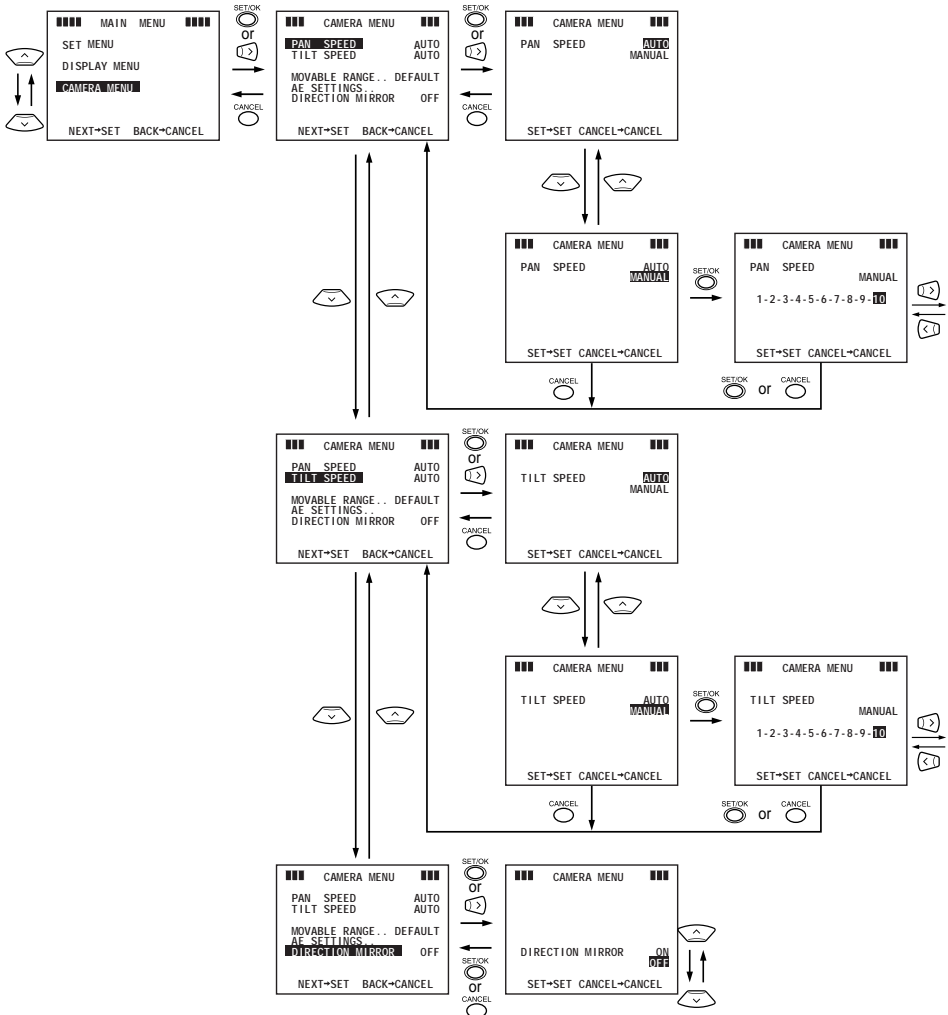 MAIN MENU
SET MENU
DISPLAY MENU
CAMERA MENU
NEXT→SET BACK→CANCEL
SET/OK
or
CANCEL
CAMERA MENU
PAN SPEED AUTO
TILT SPEED AUTO
MOVABLE RANGE.. DEFAULT
AE SETTINGS..
DIRECTION MIRROR OFF
NEXT→SET BACK→CANCEL
SET/OK
or
CANCEL
CAMERA MENU
PAN SPEED AUTO
MANUAL
SET→SET CANCEL→CANCEL
CAMERA MENU
PAN SPEED AUTO
MANUAL
SET→SET CANCEL→CANCEL
SET/OK
CAMERA MENU
PAN SPEED
MANUAL
1-2-3-4-5-6-7-8-9-10
SET→SET CANCEL→CANCEL
CANCEL
SET/OK or CANCEL
CAMERA MENU
PAN SPEED AUTO
TILT SPEED AUTO
MOVABLE RANGE.. DEFAULT
AE SETTINGS..
DIRECTION MIRROR OFF
NEXT→SET BACK→CANCEL
SET/OK
or
CANCEL
CAMERA MENU
TILT SPEED AUTO
MANUAL
SET→SET CANCEL→CANCEL
CAMERA MENU
TILT SPEED AUTO
MANUAL
SET→SET CANCEL→CANCEL
SET/OK
CAMERA MENU
TILT SPEED
MANUAL
1-2-3-4-5-6-7-8-9-10
SET→SET CANCEL→CANCEL
CANCEL
SET/OK or CANCEL
CAMERA MENU
PAN SPEED AUTO
TILT SPEED AUTO
MOVABLE RANGE.. DEFAULT
AE SETTINGS..
DIRECTION MIRROR OFF
NEXT→SET BACK→CANCEL
SET/OK
or
SET/OK
or
CANCEL
CAMERA MENU
DIRECTION MIRROR ON
OFF
SET→SET CANCEL→CANCEL